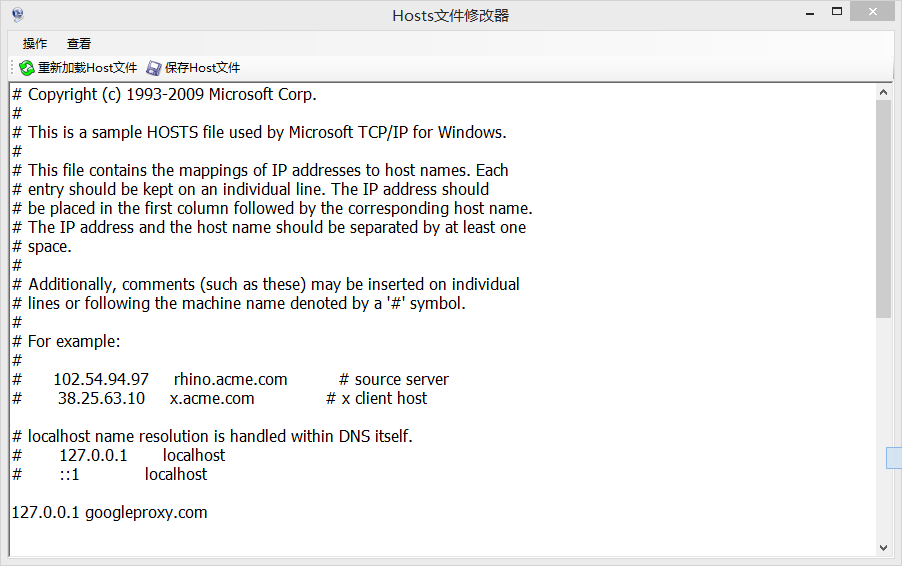 Hosts文件修改器
操作 查看
重新加载Host文件 保存Host文件
# Copyright (c) 1993-2009 Microsoft Corp.
#
# This is a sample HOSTS file used by Microsoft TCP/IP for Windows.
#
# This file contains the mappings of IP addresses to host names. Each
# entry should be kept on an individual line. The IP address should
# be placed in the first column followed by the corresponding host name.
# The IP address and the host name should be separated by at least one
# space.
#
# Additionally, comments (such as these) may be inserted on individual
# lines or following the machine name denoted by a '#' symbol.
#
# For example:
#
# 102.54.94.97 rhino.acme.com # source server
# 38.25.63.10 x.acme.com # x client host
# localhost name resolution is handled within DNS itself.
# 127.0.0.1 localhost
# ::1 localhost
127.0.0.1 googleproxy.com